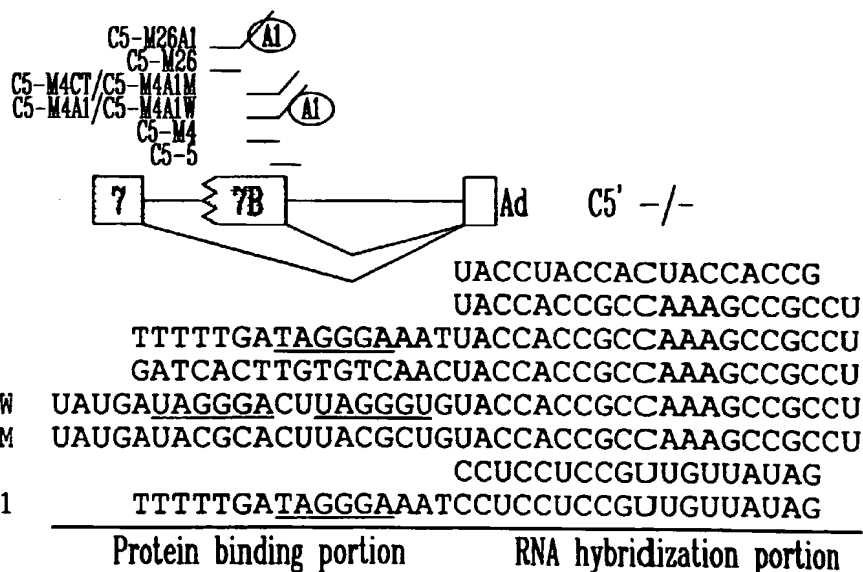 C5-M26A1
A1
C5-M26
C5-M4CT/C5-M4A1M
C5-M4A1/C5-M4A1W
A1
C5-M4
C5-5
7
7B
Ad
C5' -/-
UACCUACCACUACCACCG
UACCACCGCCAAAGCCGCCU
TTTTTGATAGGGAAATUACCACCGCCAAAGCCGCCU
GATCACTTGTGTCAACUACCACCGCCAAAGCCGCCU
W UAUGAUAGGGACUUAGGGUGUACCACCGCCAAAGCCGCCU
M UAUGAUACGCACUUACGCUGUACCACCGCCAAAGCCGCCU
CCUCCUCCGUUGUUAUAG
1 TTTTTGATAGGGAAATCCUCCUCCGUUGUUAUAG
Protein binding portion RNA hybridization portion